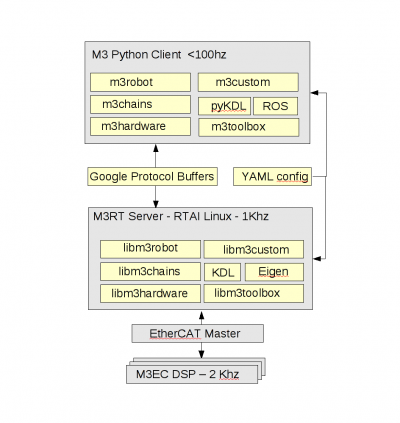 M3 Python Client <100hz
m3robot m3custom
m3chains pyKDL ROS
m3hardware m3toolbox
Google Protocol Buffers YAML config
M3RT Server - RTAI Linux - 1Khz
libm3robot libm3custom
libm3chains KDL Eigen
libm3hardware libm3toolbox
EtherCAT Master
M3EC DSP – 2 Khz